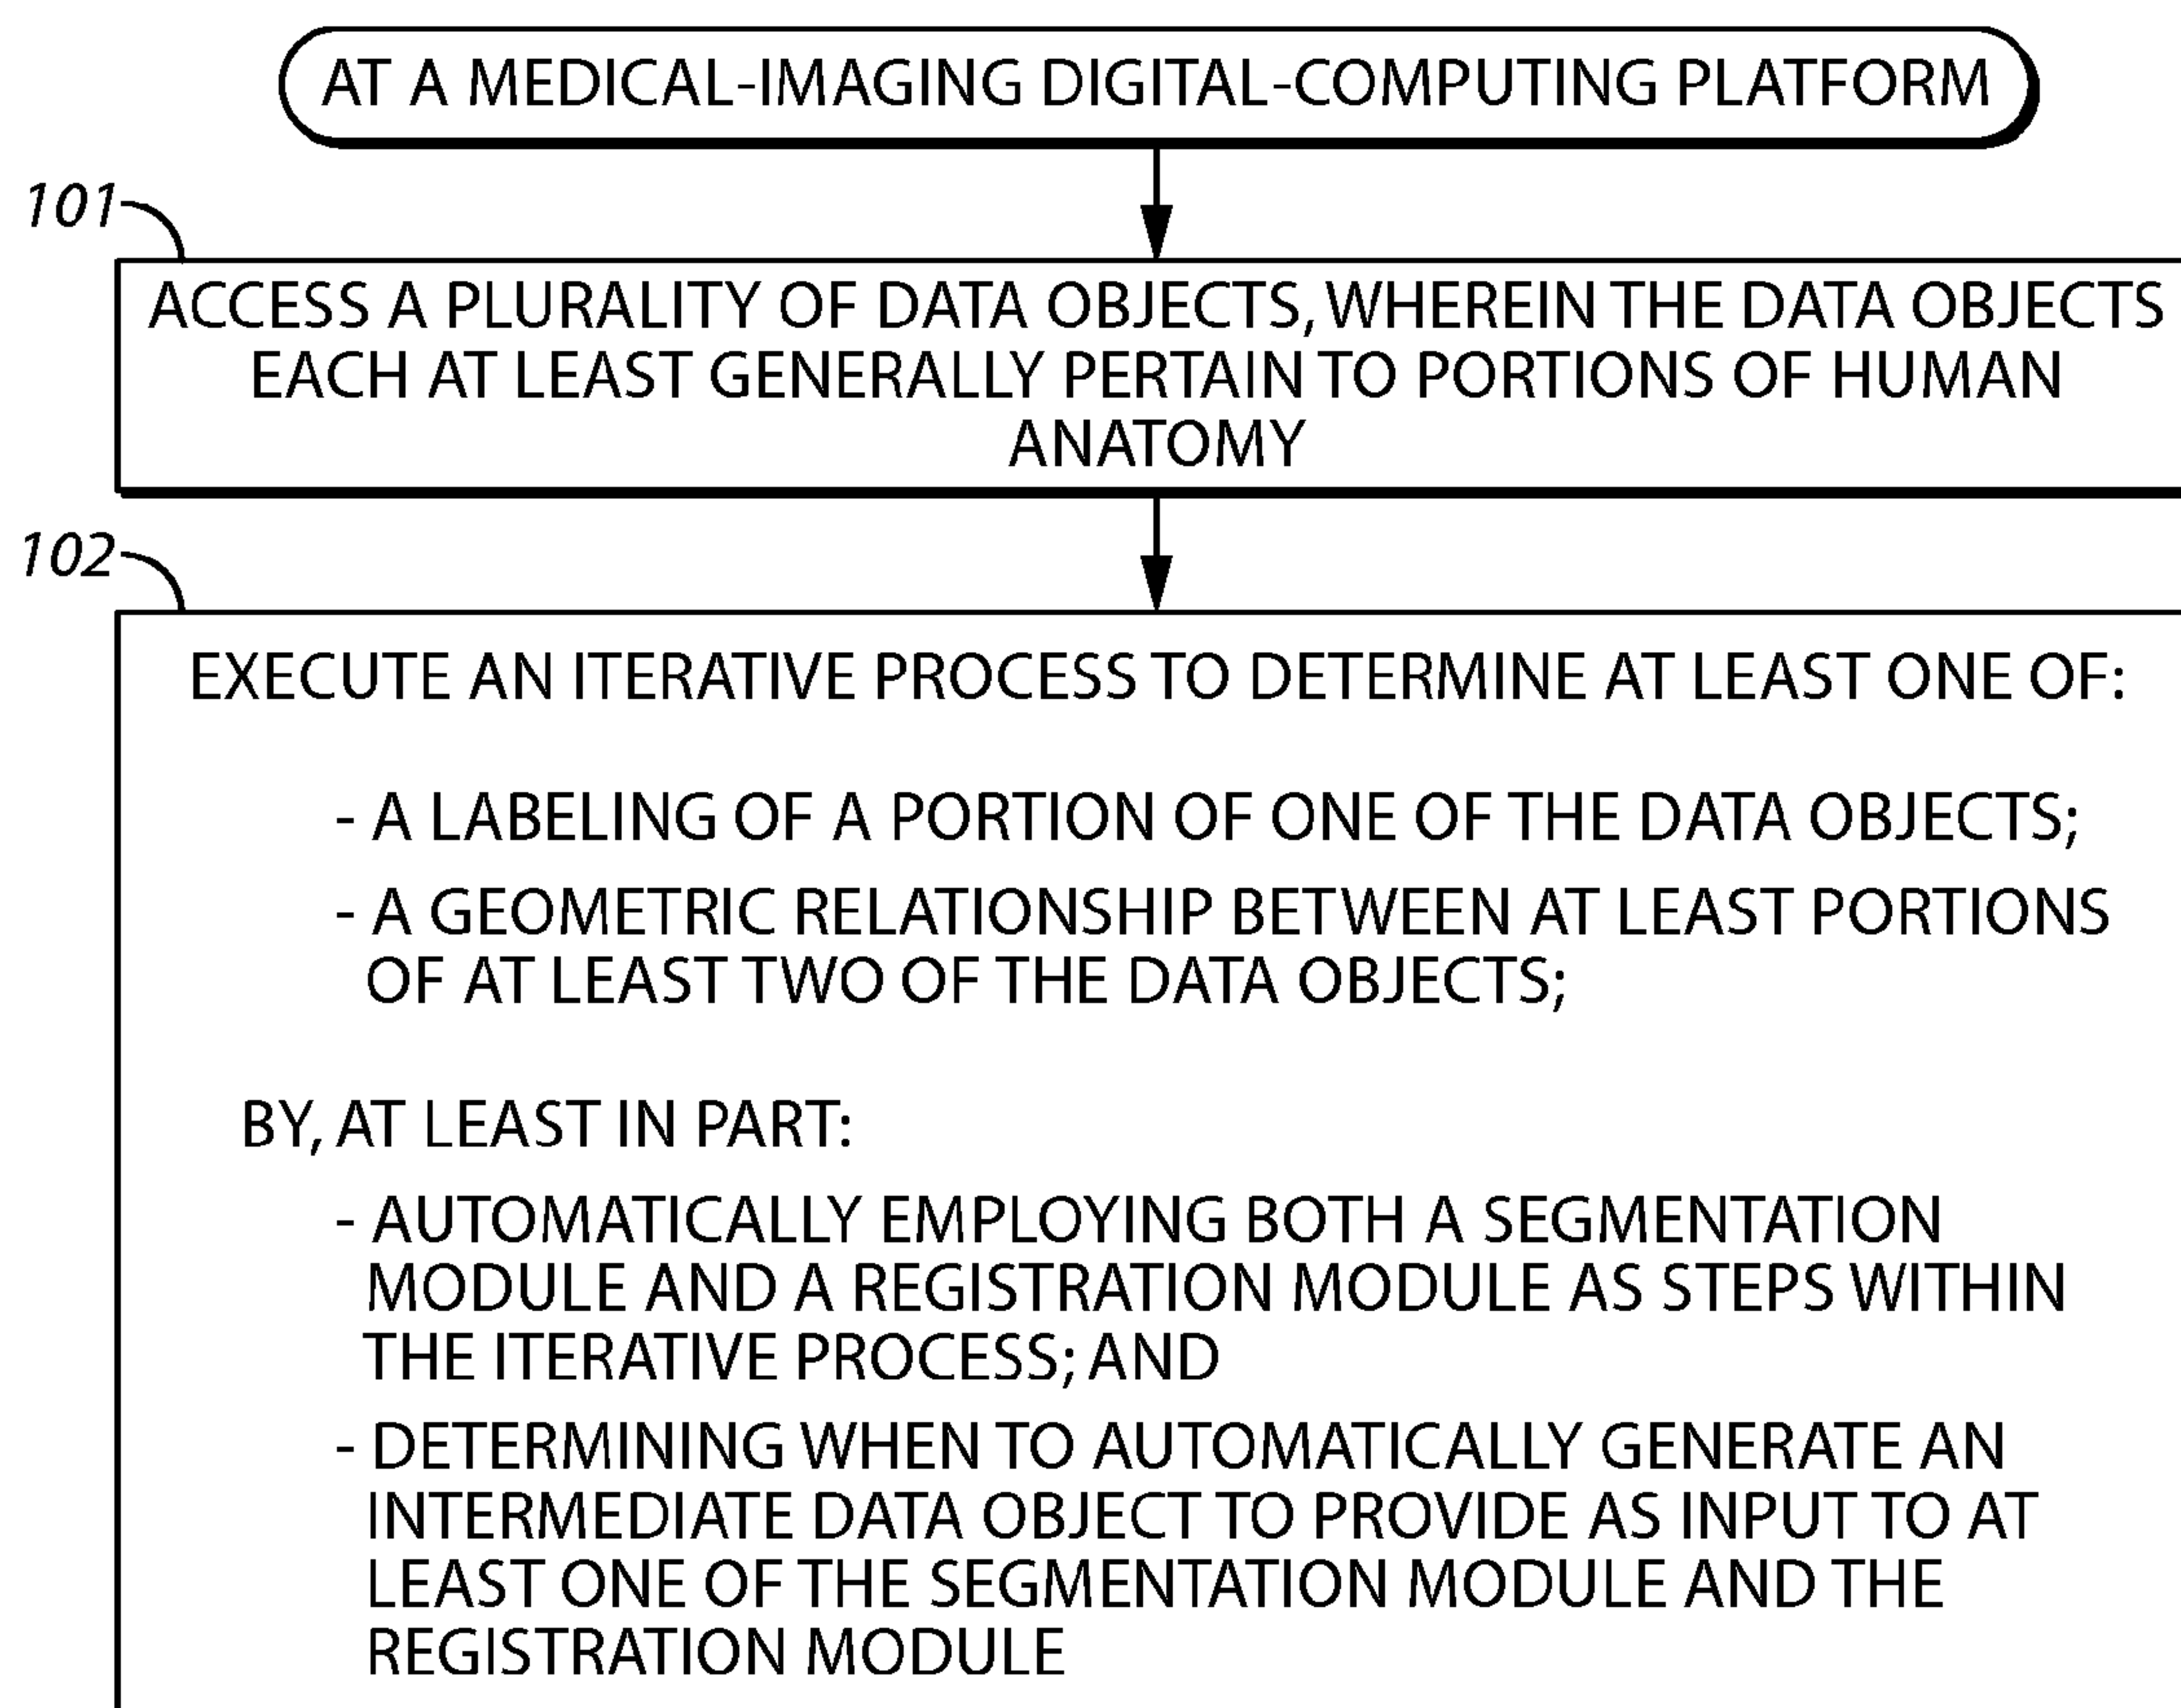 AT A MEDICAL-IMAGING DIGITAL-COMPUTING PLATFORM
101
ACCESS A PLURALITY OF DATA OBJECTS, WHEREIN THE DATA OBJECTS
EACH AT LEAST GENERALLY PERTAIN TO PORTIONS OF HUMAN
ANATOMY
102
EXECUTE AN ITERATIVE PROCESS TO DETERMINE AT LEAST ONE OF:
- A LABELING OF A PORTION OF ONE OF THE DATA OBJECTS;
- A GEOMETRIC RELATIONSHIP BETWEEN AT LEAST PORTIONS
OF AT LEAST TWO OF THE DATA OBJECTS;
BY, AT LEAST IN PART:
- AUTOMATICALLY EMPLOYING BOTH A SEGMENTATION
MODULE AND A REGISTRATION MODULE AS STEPS WITHIN
THE ITERATIVE PROCESS; AND
- DETERMINING WHEN TO AUTOMATICALLY GENERATE AN
INTERMEDIATE DATA OBJECT TO PROVIDE AS INPUT TO AT
LEAST ONE OF THE SEGMENTATION MODULE AND THE
REGISTRATION MODULE